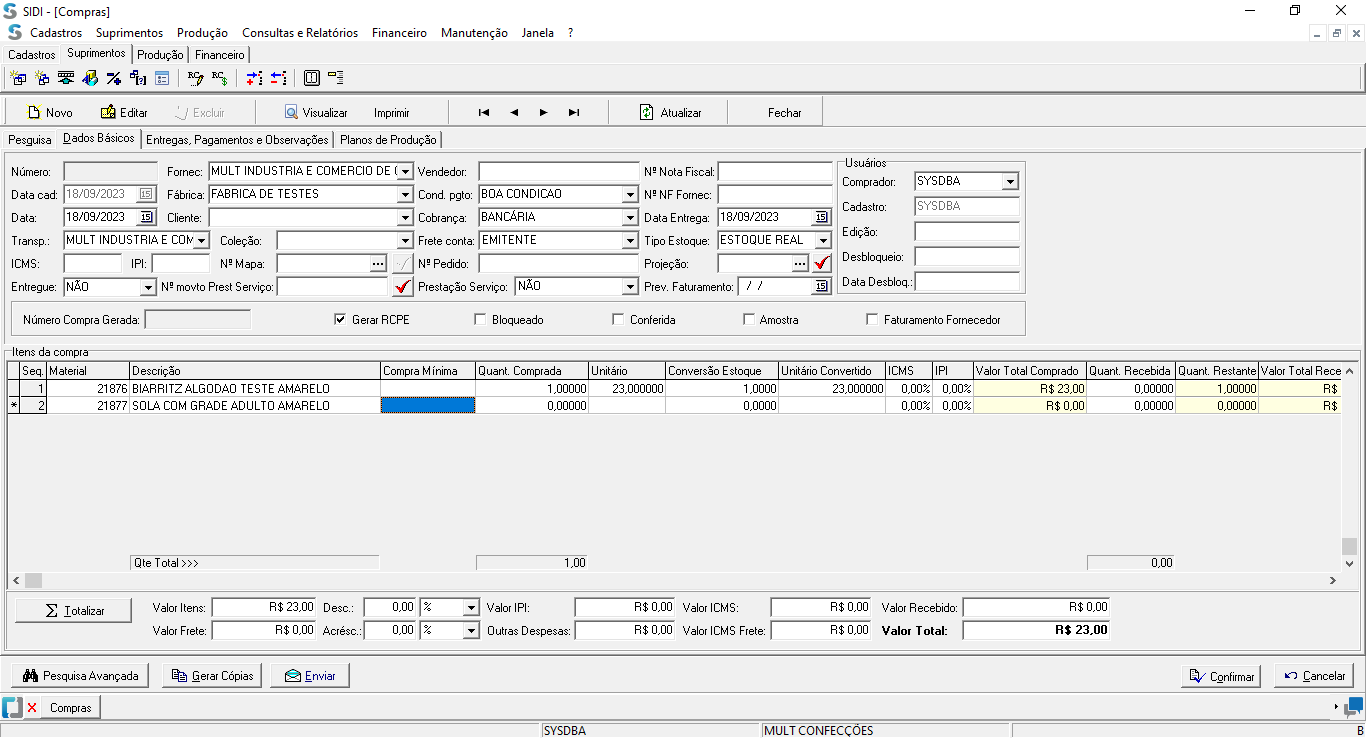 SIDI - [Compras]
Cadastros Suprimentos Produção Consultas e Relatórios Financeiro Manutenção Janela ?
Cadastros Suprimentos Produção Financeiro
Novo Editar Excluir Visualizar Imprimir Atualizar Fechar
Pesquisa Dados Básicos Entregas, Pagamentos e Observações Planos de Produção
Usuários
Número: Fornec: MULT INDUSTRIA E COMERCIO DE ( Vendedor: Nº Nota Fiscal: Comprador: SYSDBA
Data cad: 18/09/2023 15 Fábrica: FABRICA DE TESTES Cond. pgto: BOA CONDICAO Nº NF Fornec: Cadastro: SYSDBA
Data: 18/09/2023 15 Cliente: Cobrança: BANCÁRIA Data Entrega: 18/09/2023 15 Edição:
Transp.: MULT INDUSTRIA E COM Coleção: Frete conta: EMITENTE Tipo Estoque: ESTOQUE REAL Desbloqueio:
ICMS: IPI: Nº Mapa: ... Nº Pedido: Projeção: ... Data Desbloq.:
Entregue: NÃO Nº movto Prest Serviço: Prestação Serviço: NÃO Prev. Faturamento: / / 15
Número Compra Gerada: Gerar RCPE Bloqueado Conferida Amostra Faturamento Fornecedor
Itens da compra
Seq. Material Descrição Compra Mínima Quant. Comprada Unitário Conversão Estoque Unitário Convertido ICMS IPI Valor Total Comprado Quant. Recebida Quant. Restante Valor Total Rece
1 21876 BIARRITZ ALGODAO TESTE AMARELO 1,00000 23,000000 1,0000 23,000000 0,00% 0,00% R$ 23,00 0,00000 1,00000 R$
* 2 21877 SOLA COM GRADE ADULTO AMARELO 0,00000 0,0000 0,00% 0,00% R$ 0,00 0,00000 0,00000 R$
Qte Total >>> 1,00 0,00
Totalizar Valor Itens: R$ 23,00 Desc.: 0,00 % Valor IPI: R$ 0,00 Valor ICMS: R$ 0,00 Valor Recebido: R$ 0,00
Valor Frete: R$ 0,00 Acrésc.: 0,00 % Outras Despesas: R$ 0,00 Valor ICMS Frete: R$ 0,00 Valor Total: R$ 23,00
Pesquisa Avançada Gerar Cópias Enviar Confirmar Cancelar
Compras
SYSDBA MULT CONFECÇÕES B